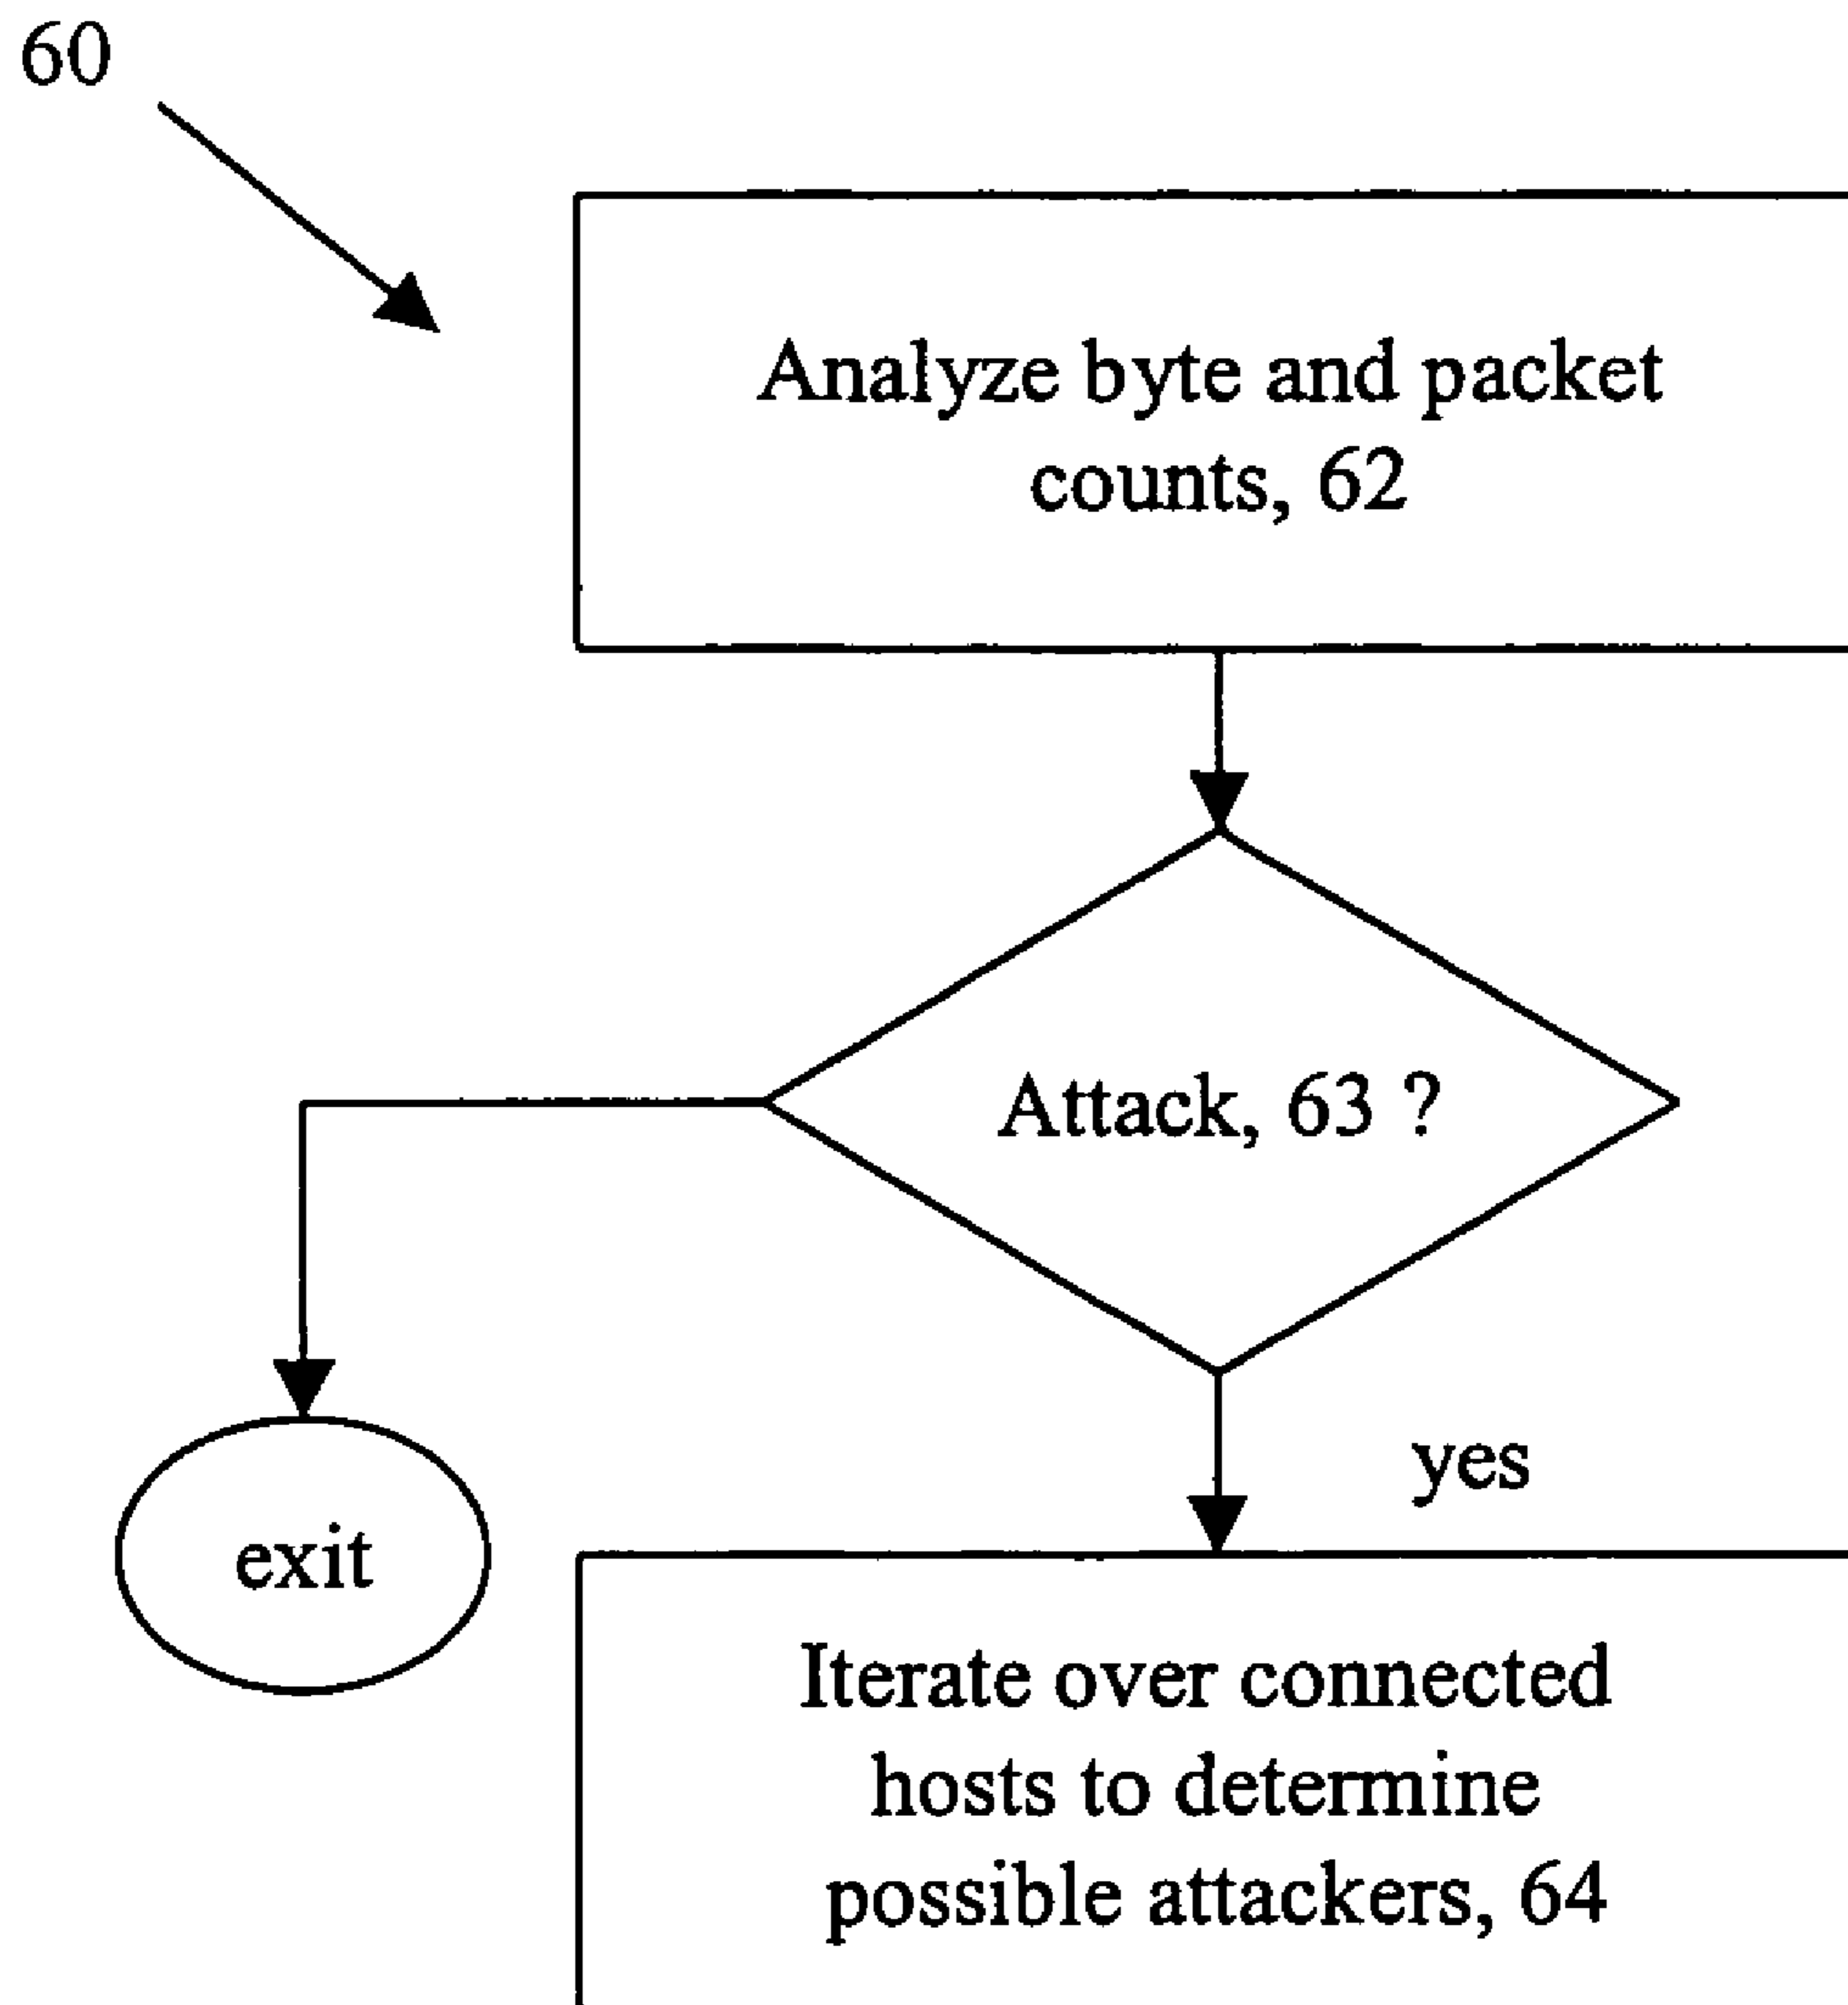 60
Analyze byte and packet
counts, 62
Attack, 63 ?
yes
exit
Iterate over connected
hosts to determine
possible attackers, 64